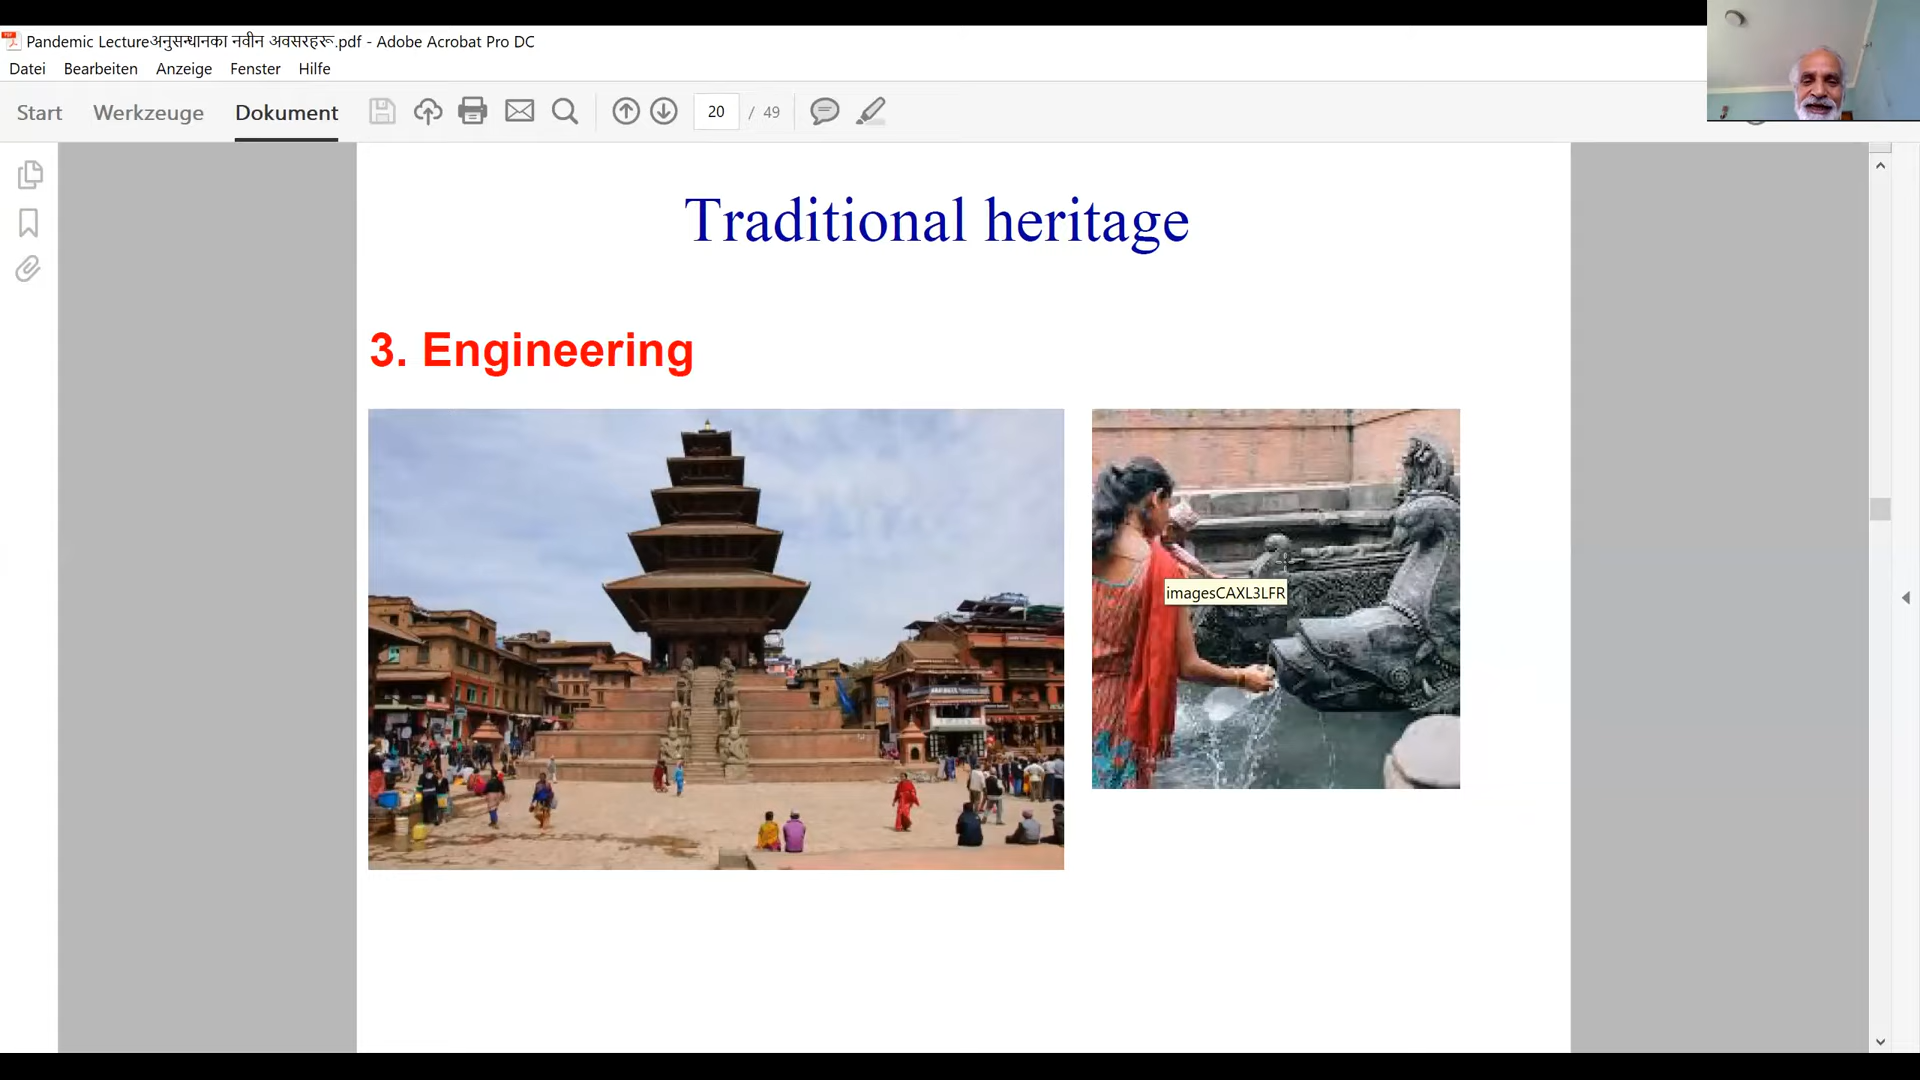 Pandemic Lectureअनुसन्धानका नवीन अवसरहरू.pdf - Adobe Acrobat Pro DC
Datei Bearbeiten Anzeige Fenster Hilfe
Start Werkzeuge Dokument 20 / 49
Traditional heritage
3. Engineering
imagesCAXL3LFR